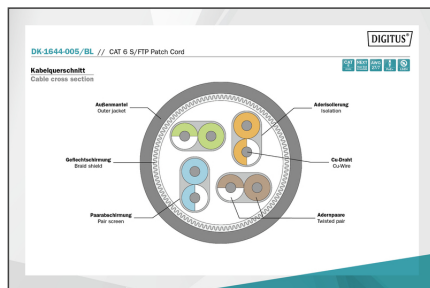 DIGITUS®
DK-1644-005/BL // CAT 6 S/FTP Patch Cord
Kabelquerschnitt
Cable cross section
Außenmantel
Outer jacket
Aderisolierung
Isolation
Geflechtschirmung
Braid shield
Cu-Draht
Cu-Wire
Paarabschirmung
Pair screen
Adernpaare
Twisted pair